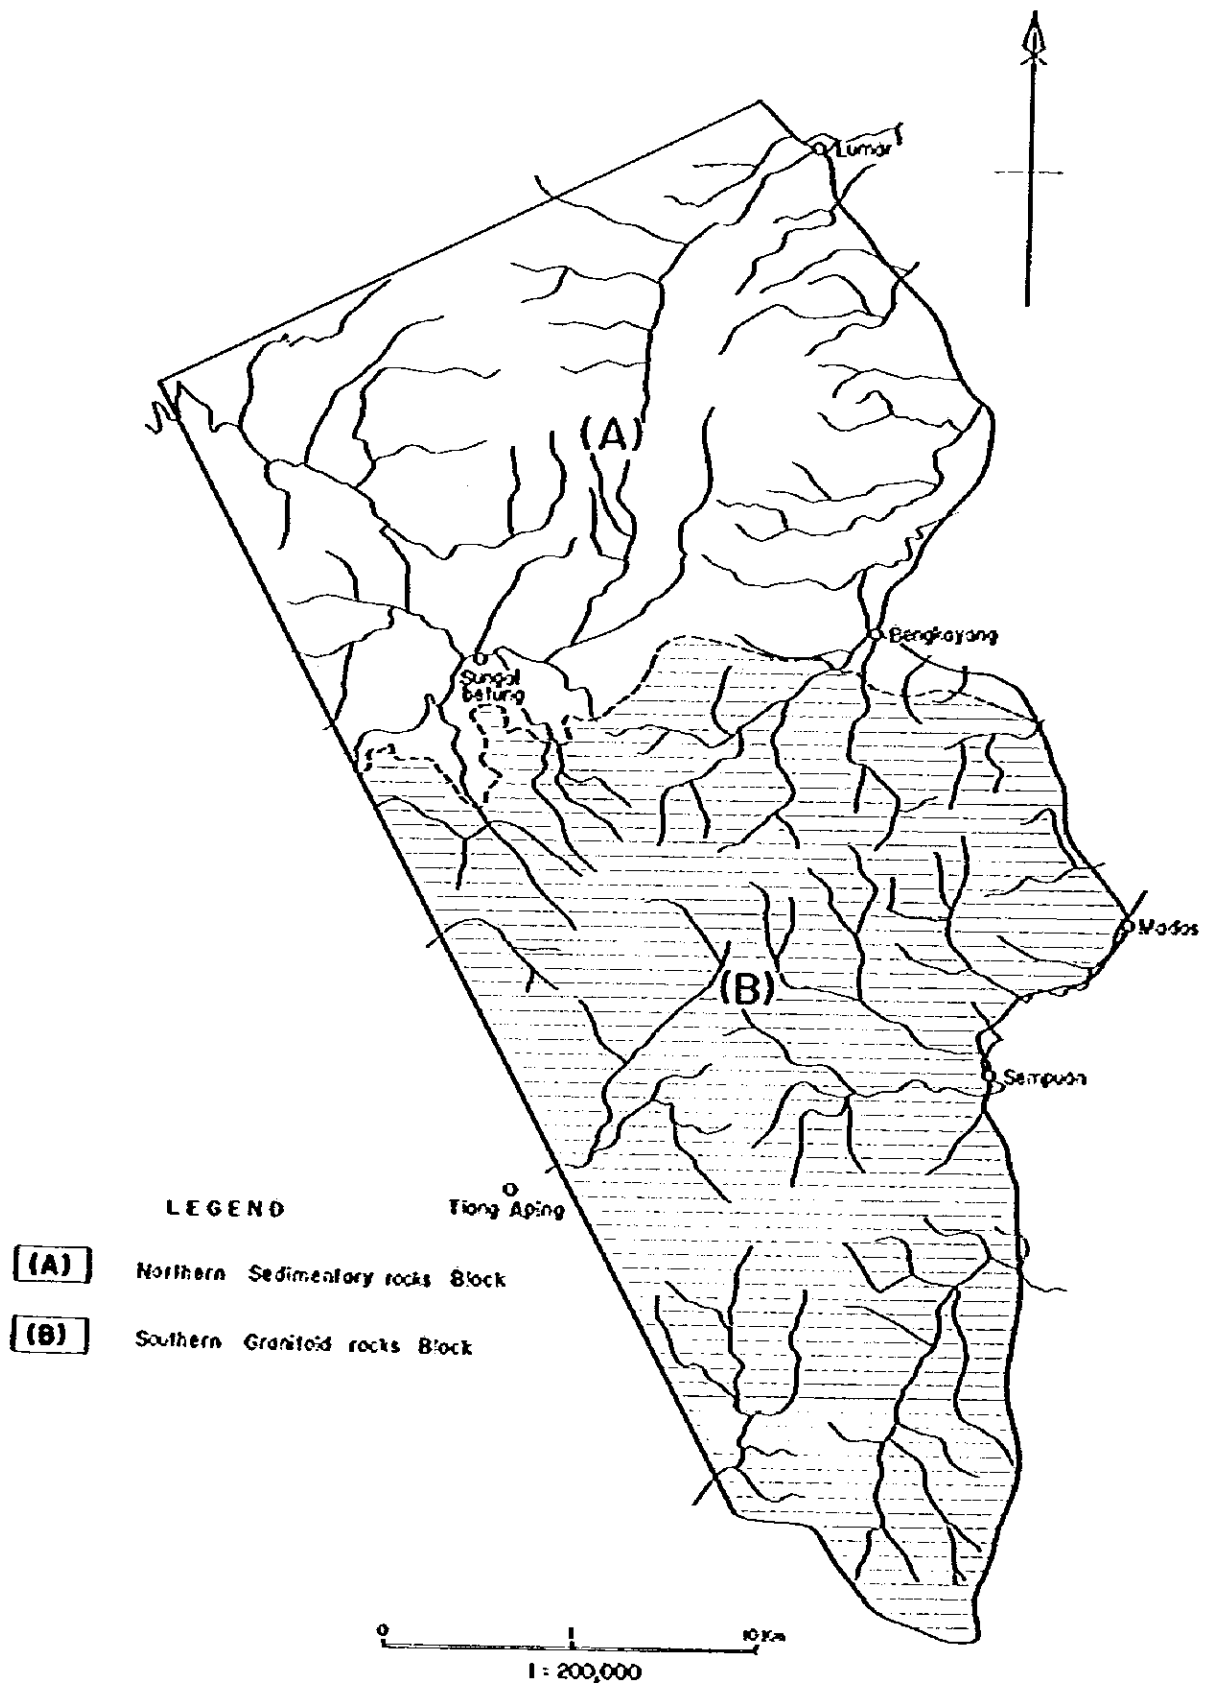 Lumar
(A)
Bengkayang
Sungai
betung
Mados
(B)
Sempuan
Tiong Aping
LEGEND
(A) Northern Sedimentary rocks Block
(B) Southern Granitoid rocks Block
0 10 Km
1 : 200,000